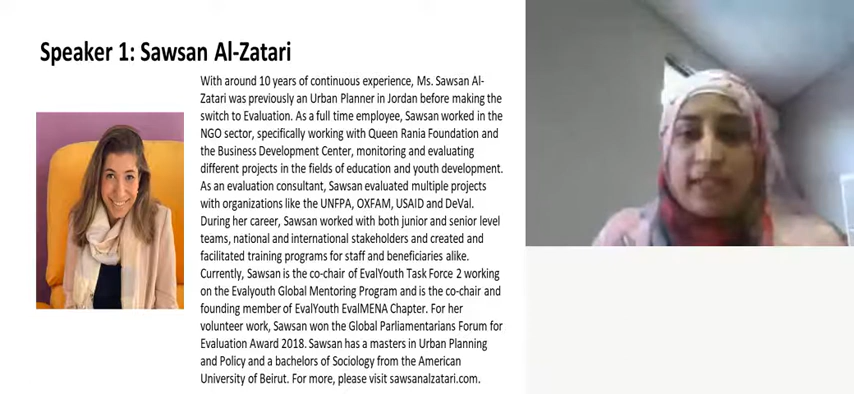 Speaker 1: Sawsan Al-Zatari
With around 10 years of continuous experience, Ms. Sawsan Al-
Zatari was previously an Urban Planner in Jordan before making the
switch to Evaluation. As a full time employee, Sawsan worked in the
NGO sector, specifically working with Queen Rania Foundation and
the Business Development Center, monitoring and evaluating
different projects in the fields of education and youth development.
As an evaluation consultant, Sawsan evaluated multiple projects
with organizations like the UNFPA, OXFAM, USAID and DeVal.
During her career, Sawsan worked with both junior and senior level
teams, national and international stakeholders and created and
facilitated training programs for staff and beneficiaries alike.
Currently, Sawsan is the co-chair of EvalYouth Task Force 2 working
on the Evalyouth Global Mentoring Program and is the co-chair and
founding member of EvalYouth EvalMENA Chapter. For her
volunteer work, Sawsan won the Global Parliamentarians Forum for
Evaluation Award 2018. Sawsan has a masters in Urban Planning
and Policy and a bachelors of Sociology from the American
University of Beirut. For more, please visit sawsanalzatari.com.